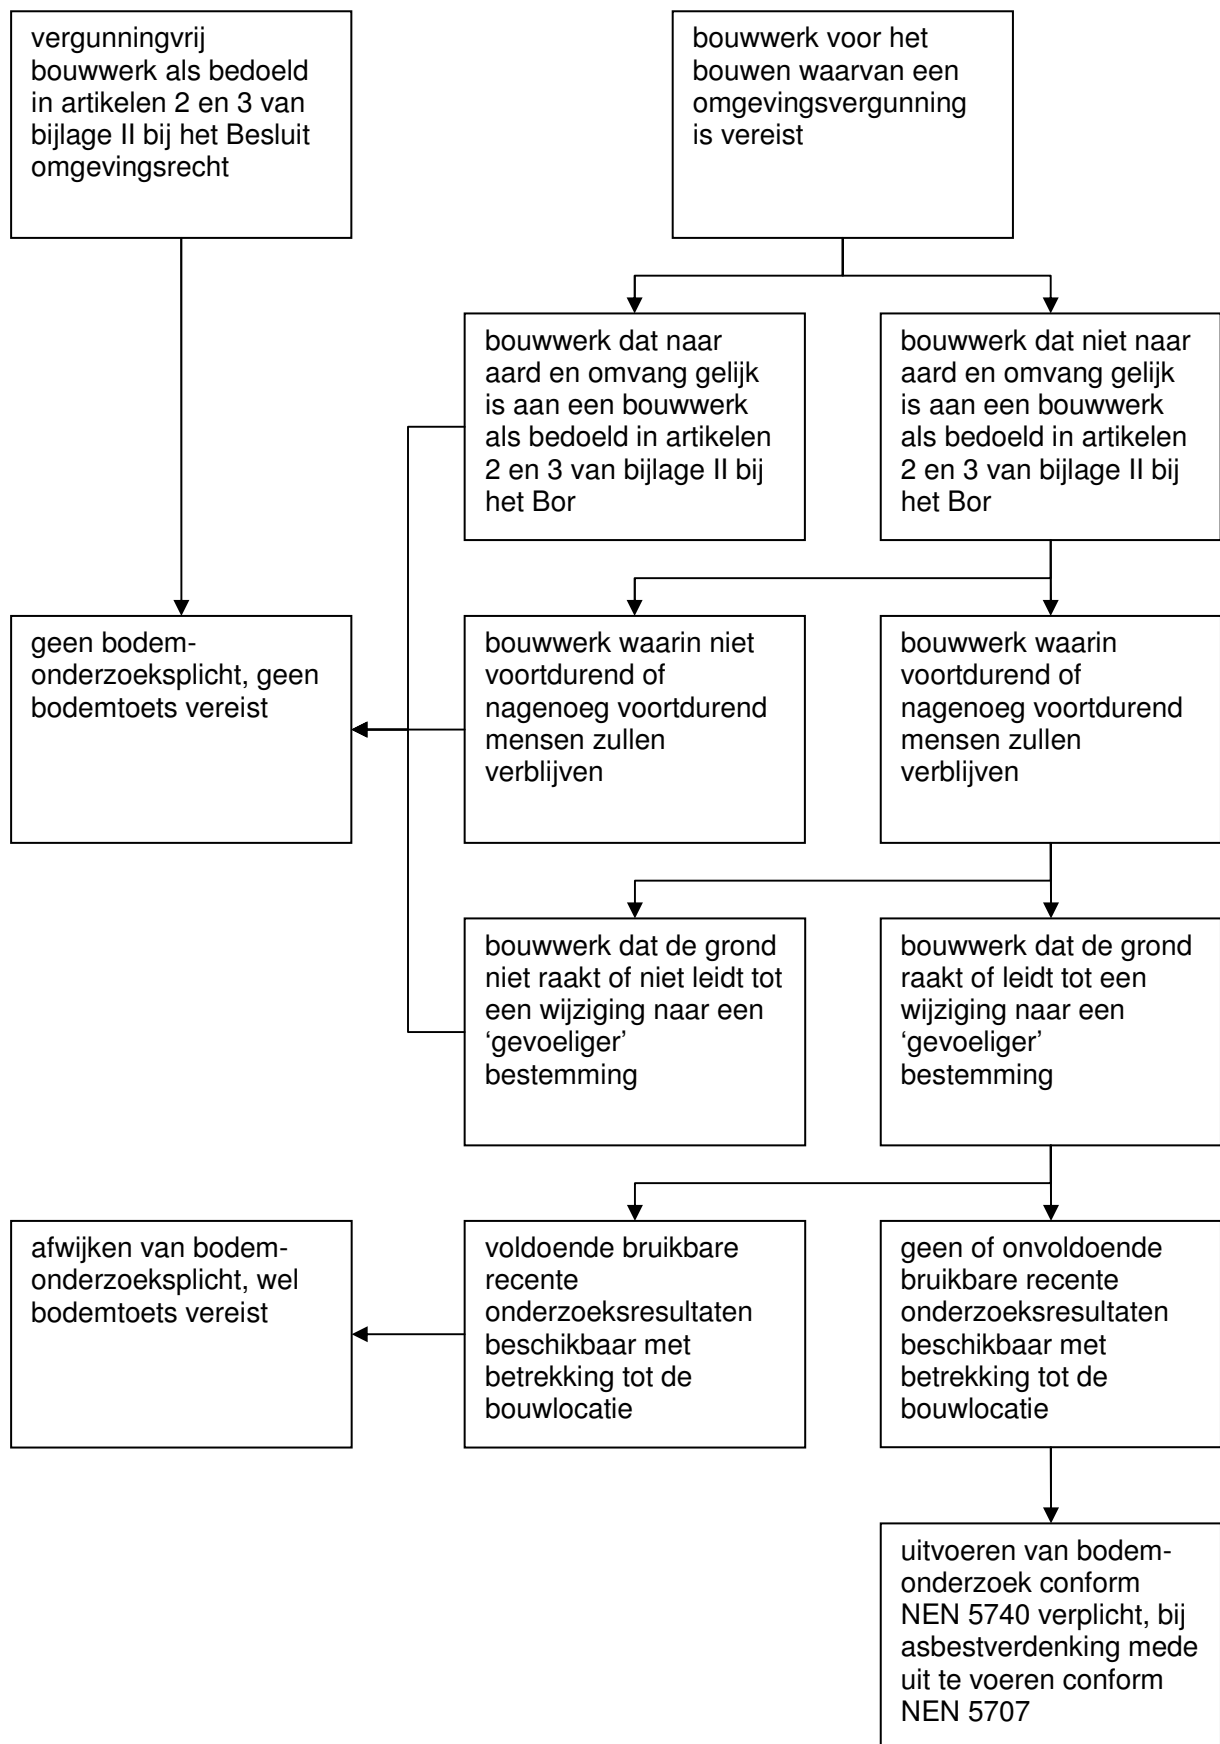 vergunningvrij
bouwwerk als bedoeld
in artikelen 2 en 3 van
bijlage II bij het Besluit
omgevingsrecht
bouwwerk voor het
bouwen waarvan een
omgevingsvergunning
is vereist
bouwwerk dat naar
aard en omvang gelijk
is aan een bouwwerk
als bedoeld in artikelen
2 en 3 van bijlage II bij
het Bor
bouwwerk dat niet naar
aard en omvang gelijk
is aan een bouwwerk
als bedoeld in artikelen
2 en 3 van bijlage II bij
het Bor
geen bodem-
onderzoeksplicht, geen
bodemtoets vereist
bouwwerk waarin niet
voortdurend of
nagenoeg voortdurend
mensen zullen
verblijven
bouwwerk waarin
voortdurend of
nagenoeg voortdurend
mensen zullen
verblijven
bouwwerk dat de grond
niet raakt of niet leidt tot
een wijziging naar een
‘gevoeliger’
bestemming
bouwwerk dat de grond
raakt of leidt tot een
wijziging naar een
‘gevoeliger’
bestemming
afwijken van bodem-
onderzoeksplicht, wel
bodemtoets vereist
voldoende bruikbare
recente
onderzoeksresultaten
beschikbaar met
betrekking tot de
bouwlocatie
geen of onvoldoende
bruikbare recente
onderzoeksresultaten
beschikbaar met
betrekking tot de
bouwlocatie
uitvoeren van bodem-
onderzoek conform
NEN 5740 verplicht, bij
asbestverdenking mede
uit te voeren conform
NEN 5707